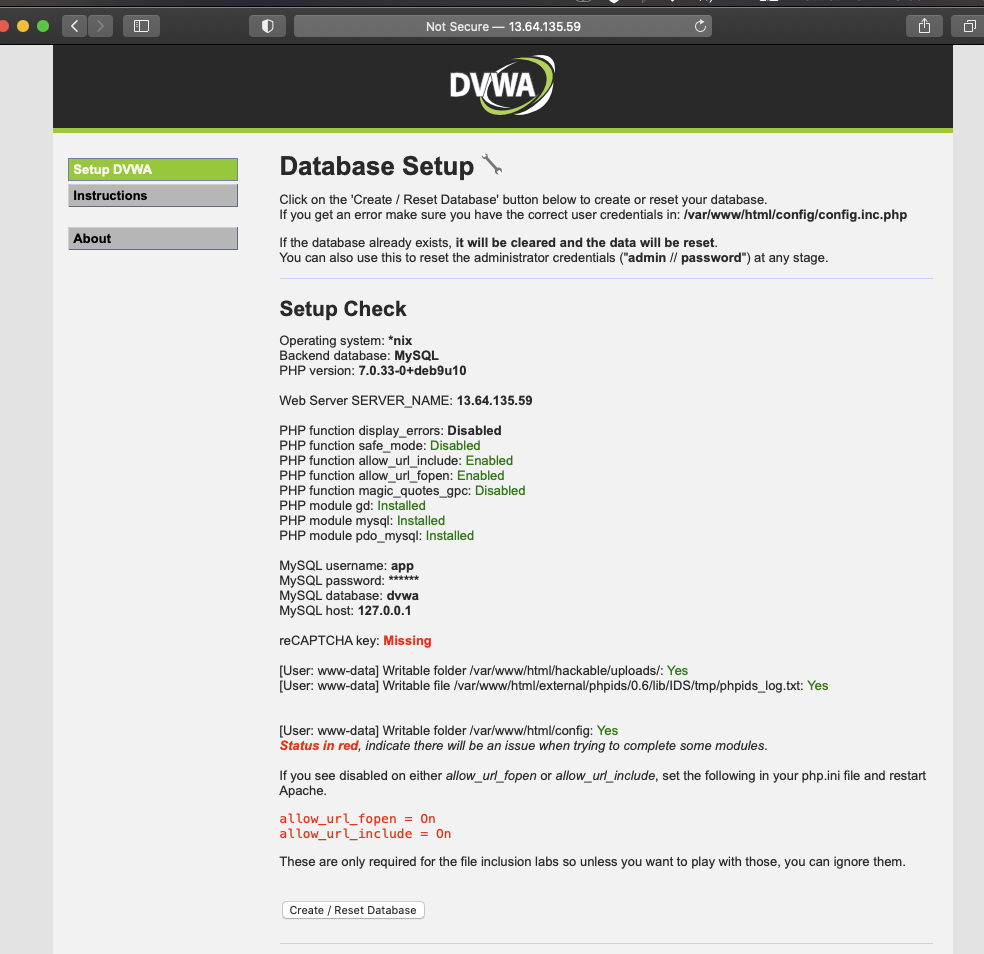 Not Secure — 13.64.135.59
DVWA
Setup DVWA
Instructions
About
Database Setup
Click on the 'Create / Reset Database' button below to create or reset your database.
If you get an error make sure you have the correct user credentials in: /var/www/html/config/config.inc.php
If the database already exists, it will be cleared and the data will be reset.
You can also use this to reset the administrator credentials ("admin // password") at any stage.
Setup Check
Operating system: *nix
Backend database: MySQL
PHP version: 7.0.33-0+deb9u10
Web Server SERVER_NAME: 13.64.135.59
PHP function display_errors: Disabled
PHP function safe_mode: Disabled
PHP function allow_url_include: Enabled
PHP function allow_url_fopen: Enabled
PHP function magic_quotes_gpc: Disabled
PHP module gd: Installed
PHP module mysql: Installed
PHP module pdo_mysql: Installed
MySQL username: app
MySQL password: ******
MySQL database: dvwa
MySQL host: 127.0.0.1
reCAPTCHA key: Missing
[User: www-data] Writable folder /var/www/html/hackable/uploads/: Yes
[User: www-data] Writable file /var/www/html/external/phpids/0.6/lib/IDS/tmp/phpids_log.txt: Yes
[User: www-data] Writable folder /var/www/html/config: Yes
Status in red, indicate there will be an issue when trying to complete some modules.
If you see disabled on either allow_url_fopen or allow_url_include, set the following in your php.ini file and restart
Apache.
allow_url_fopen = On
allow_url_include = On
These are only required for the file inclusion labs so unless you want to play with those, you can ignore them.
Create / Reset Database